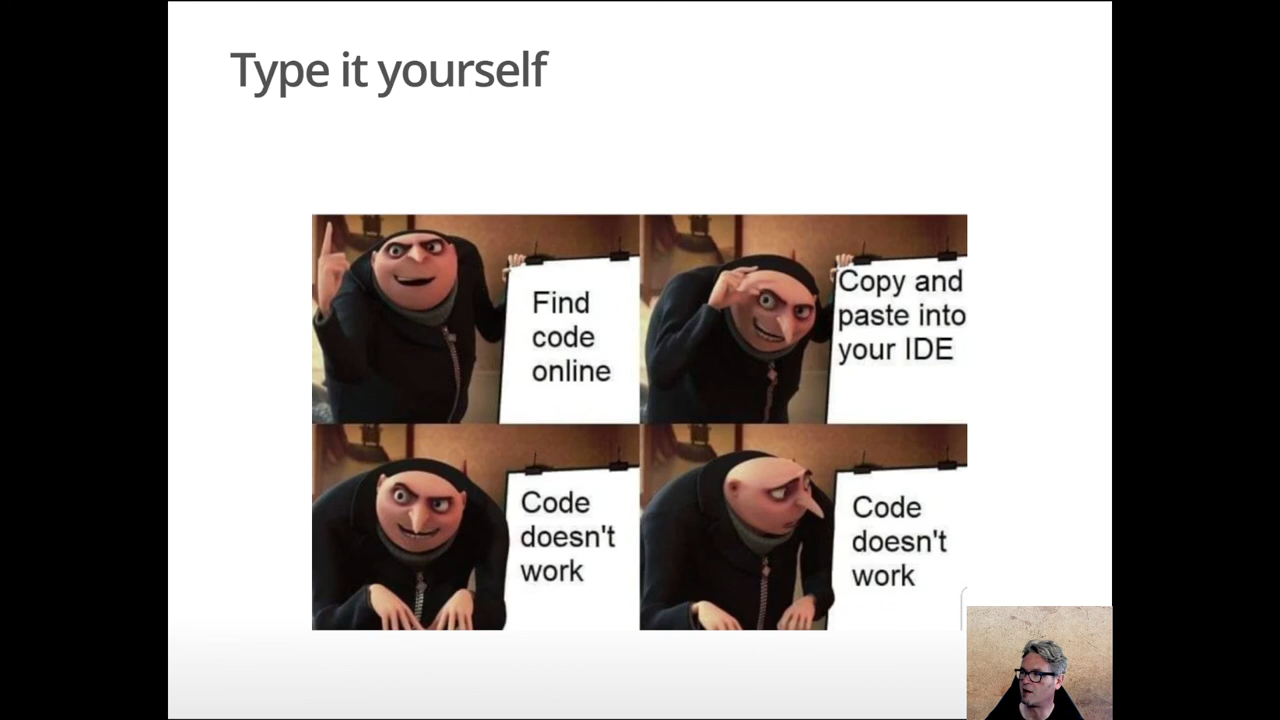 Type it yourself
Find
code
online
Copy and
paste into
your IDE
Code
doesn't
work
Code
doesn't
work